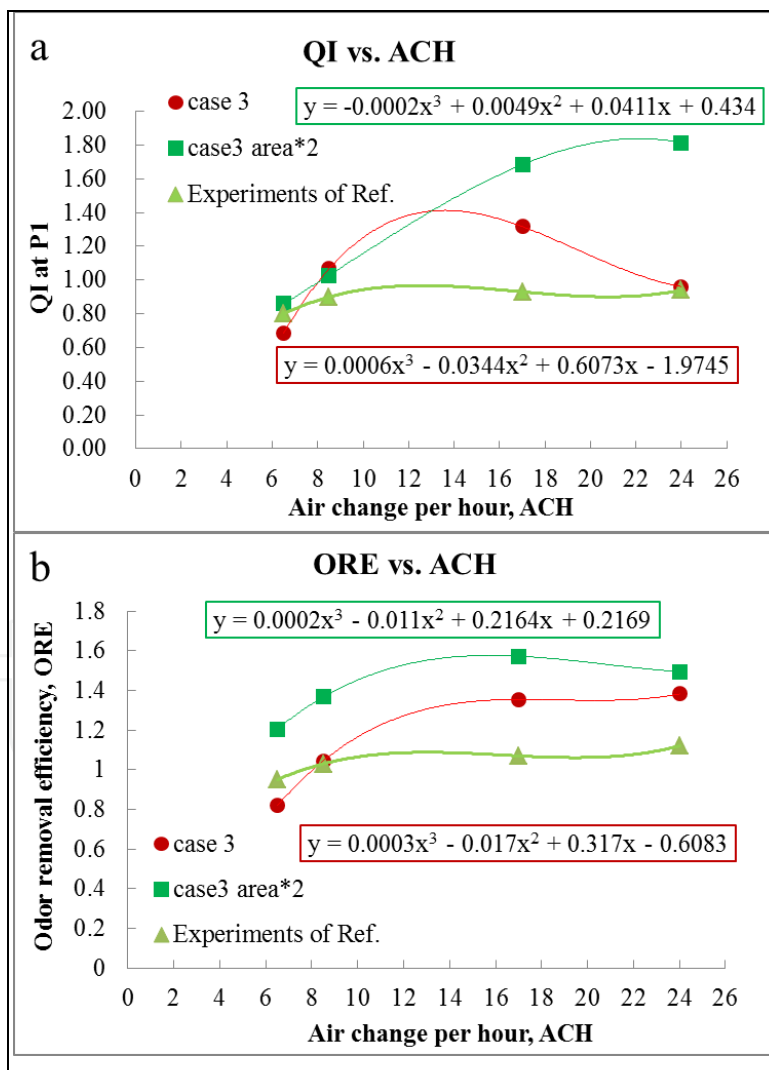 a
QI vs. ACH
case 3
case3 area*2
Experiments of Ref.
y = -0.0002x³ + 0.0049x² + 0.0411x + 0.434
y = 0.0006x³ - 0.0344x² + 0.6073x - 1.9745
QI at P1
2.00
1.80
1.60
1.40
1.20
1.00
0.80
0.60
0.40
0.20
0.00
0 2 4 6 8 10 12 14 16 18 20 22 24 26
Air change per hour, ACH
b
ORE vs. ACH
y = 0.0002x³ - 0.011x² + 0.2164x + 0.2169
Odor removal efficiency, ORE
1.8
1.6
1.4
1.2
1
0.8
0.6
0.4
0.2
0
case 3
case3 area*2
Experiments of Ref.
y = 0.0003x³ - 0.017x² + 0.317x - 0.6083
0 2 4 6 8 10 12 14 16 18 20 22 24 26
Air change per hour, ACH